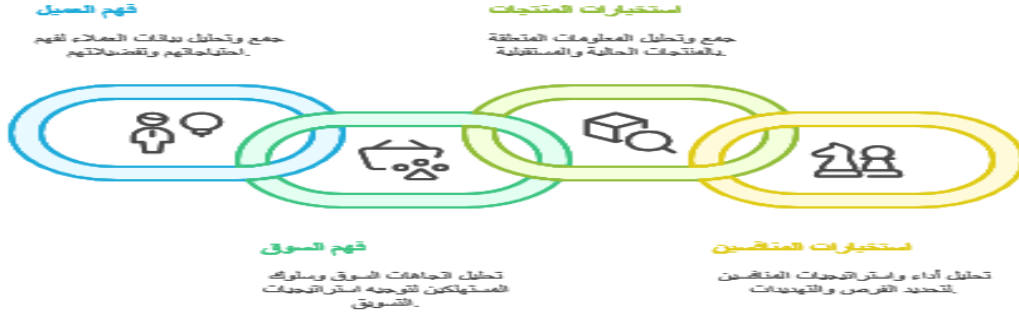 فهم العميل
جمع وتحليل بيانات العملاء لفهم
احتياجاتهم وتفضيلاتهم.
استخبارات المنتجات
جمع وتحليل المعلومات المتعلقة
بالمنتجات الحالية والمستقبلية.
فهم السوق
تحليل اتجاهات السوق وسلوك
المستهلكين لتوجيه استراتيجيات
التسويق.
استخبارات المنافسين
تحليل أداء واستراتيجيات المنافسين
لتحديد الفرص والتهديدات.